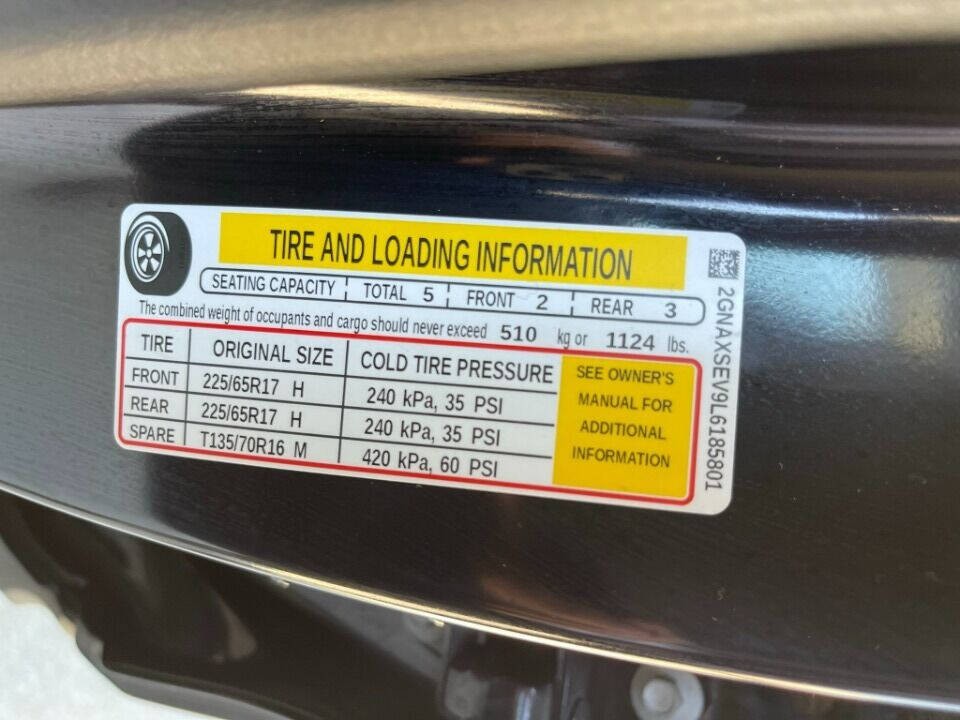 TIRE AND LOADING INFORMATION
SEATING CAPACITY TOTAL 5 FRONT 2 REAR 3
The combined weight of occupants and cargo should never exceed 510 kg or 1124 lbs.
TIRE ORIGINAL SIZE COLD TIRE PRESSURE
FRONT 225/65R17 H 240 kPa, 35 PSI
REAR 225/65R17 H 240 kPa, 35 PSI
SPARE T135/70R16 M 420 kPa, 60 PSI
SEE OWNER'S
MANUAL FOR
ADDITIONAL
INFORMATION
2GNAXSEV9L6185801